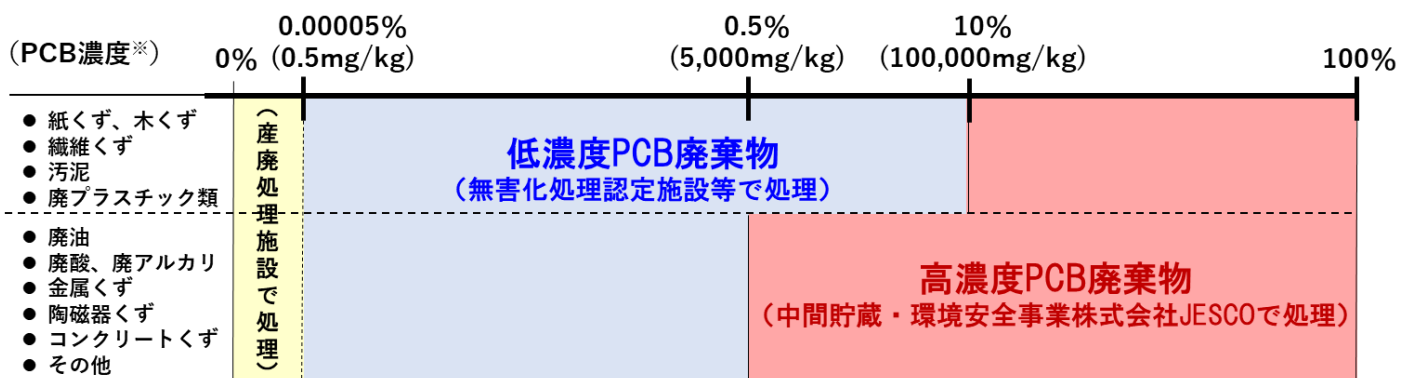 0.00005%
0.5%
10%
(PCB濃度※)
0%
(0.5mg/kg)
(5,000mg/kg)
(100,000mg/kg)
100%
● 紙くず、木くず
● 繊維くず
● 汚泥
● 廃プラスチック類
● 廃油
● 廃酸、廃アルカリ
● 金属くず
● 陶磁器くず
● コンクリートくず
● その他
(産廃処理施設で処理)
低濃度PCB廃棄物
(無害化処理認定施設等で処理)
高濃度PCB廃棄物
(中間貯蔵・環境安全事業株式会社JESCOで処理)